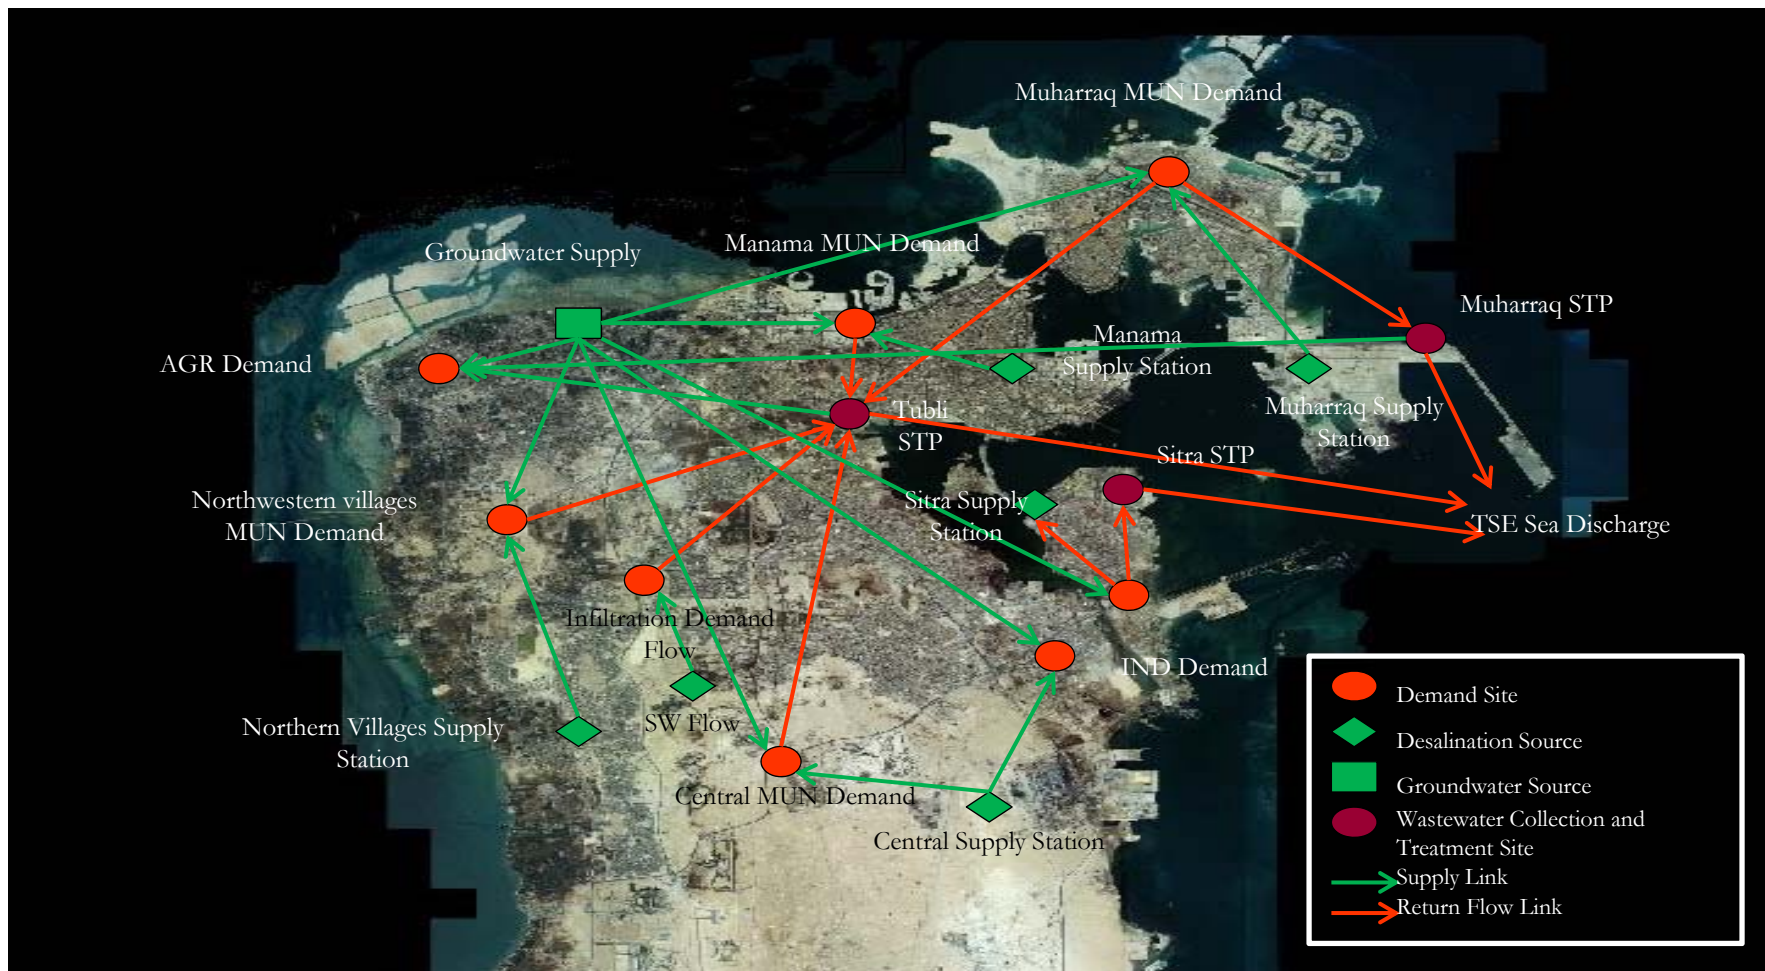 Muharraq MUN Demand
Manama MUN Demand
Groundwater Supply
Muharraq STP
Manama
Supply Station
AGR Demand
Muharraq Supply
Station
Tubli
STP
Sitra STP
Northwestern villages
MUN Demand
Sitra Supply
Station
TSE Sea Discharge
Infiltration Demand
Flow
IND Demand
SW Flow
Northern Villages Supply
Station
Central MUN Demand
Central Supply Station
Demand Site
Desalination Source
Groundwater Source
Wastewater Collection and
Treatment Site
Supply Link
Return Flow Link